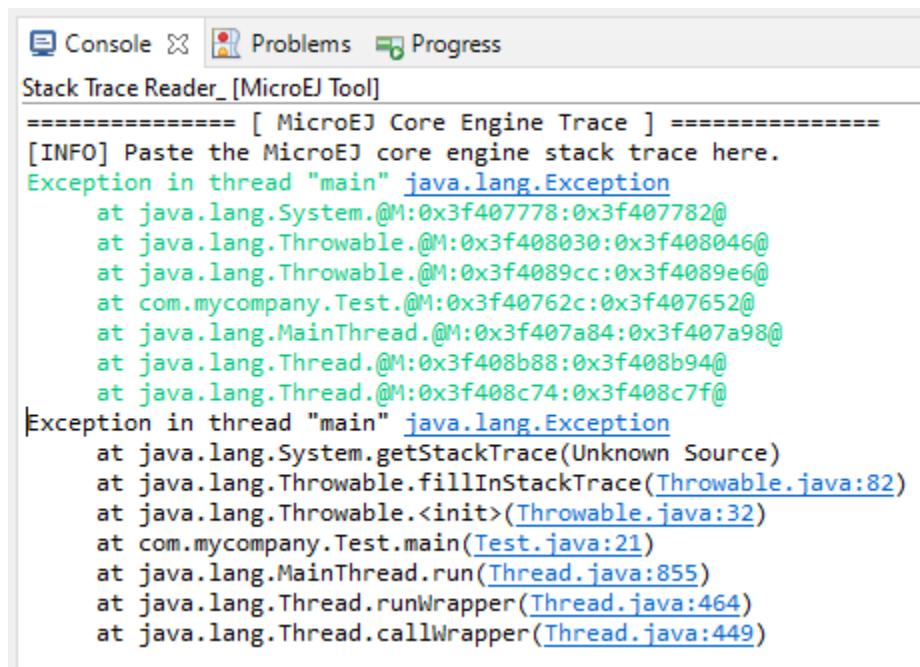 Console Problems Progress
Stack Trace Reader_ [MicroEJ Tool]
=============== [ MicroEJ Core Engine Trace ] ===============
[INFO] Paste the MicroEJ core engine stack trace here.
Exception in thread "main" java.lang.Exception
     at java.lang.System.@M:0x3f407778:0x3f407782@
     at java.lang.Throwable.@M:0x3f408030:0x3f408046@
     at java.lang.Throwable.@M:0x3f4089cc:0x3f4089e6@
     at com.mycompany.Test.@M:0x3f40762c:0x3f407652@
     at java.lang.MainThread.@M:0x3f407a84:0x3f407a98@
     at java.lang.Thread.@M:0x3f408b88:0x3f408b94@
     at java.lang.Thread.@M:0x3f408c74:0x3f408c7f@
Exception in thread "main" java.lang.Exception
     at java.lang.System.getStackTrace(Unknown Source)
     at java.lang.Throwable.fillInStackTrace(Throwable.java:82)
     at java.lang.Throwable.<init>(Throwable.java:32)
     at com.mycompany.Test.main(Test.java:21)
     at java.lang.MainThread.run(Thread.java:855)
     at java.lang.Thread.runWrapper(Thread.java:464)
     at java.lang.Thread.callWrapper(Thread.java:449)